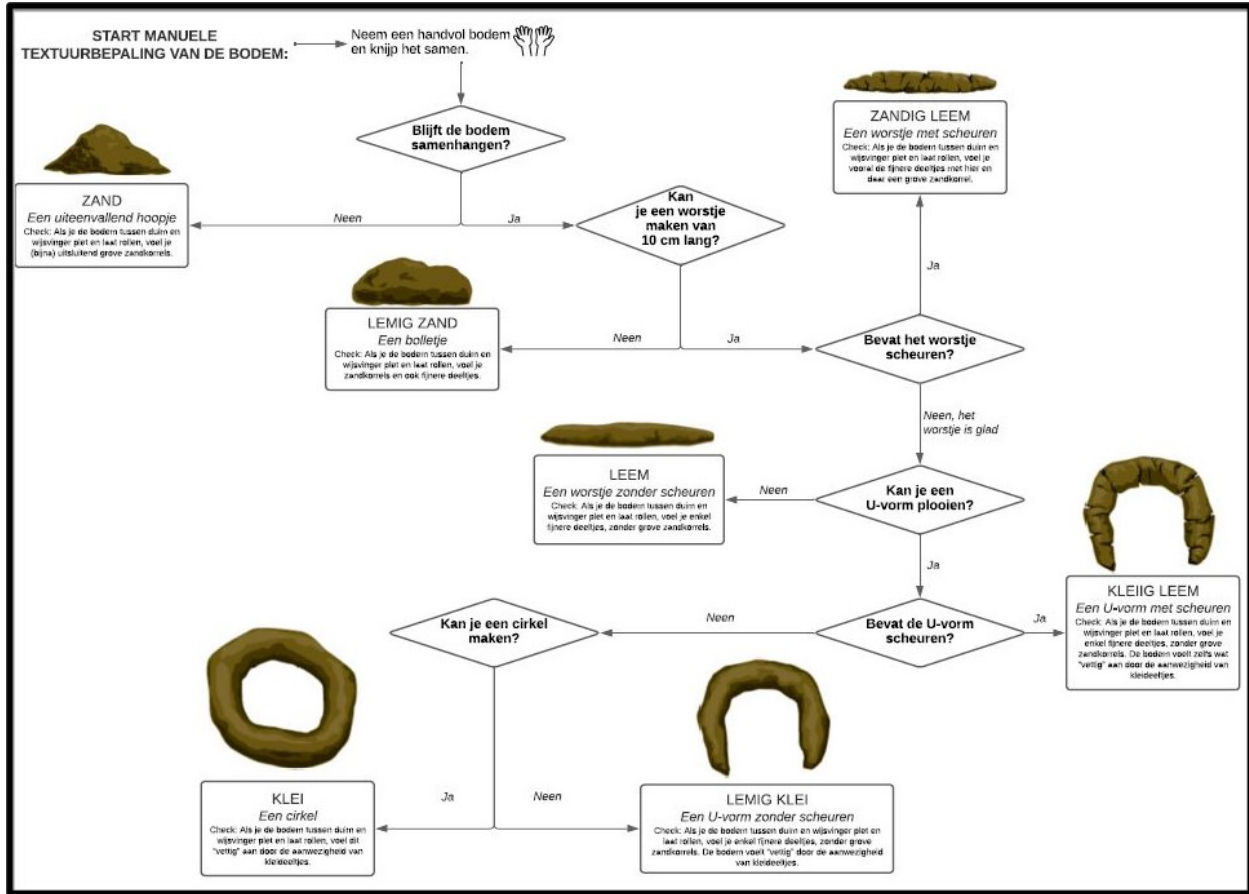 START MANUELE
TEXTUURBEPALING VAN DE BODEM:
Neem een handvol bodem
en knijp het samen.
Blijft de bodem
samenhangen?
Neen
Ja
ZAND
Een uiteenvallend hoopje
Check: Als je de bodem tussen duim en
wijsvinger plet en laat rollen, voel je
(bijna) uitsluitend grove zandkorrels.
Kan
je een worstje
maken van
10 cm lang?
Neen
Ja
LEMIG ZAND
Een bolletje
Check: Als je de bodem tussen duim en
wijsvinger plet en laat rollen, voel je
zandkorrels en ook fijnere deeltjes.
Bevat het worstje
scheuren?
Ja
ZANDIG LEEM
Een worstje met scheuren
Check: Als je de bodem tussen duim en
wijsvinger plet en laat rollen, voel je
vooral de fijnere deeltjes met hier en
daar een grove zandkorrel.
Neen, het
worstje is glad
Kan je een
U-vorm plooien?
Neen
LEEM
Een worstje zonder scheuren
Check: Als je de bodem tussen duim en
wijsvinger plet en laat rollen, voel je enkel
fijnere deeltjes, zonder grove zandkorrels.
Ja
Bevat de U-vorm
scheuren?
Ja
KLEIIG LEEM
Een U-vorm met scheuren
Check: Als je de bodem tussen duim en
wijsvinger plet en laat rollen, voel je
enkel fijnere deeltjes, zonder grove
zandkorrels. De bodem voelt zelfs wat
"vettig" aan door de aanwezigheid van
kleideeltjes.
Neen
Kan je een cirkel
maken?
Ja
Neen
KLEI
Een cirkel
Check: Als je de bodem tussen duim en
wijsvinger plet en laat rollen, voel dit
"vettig" aan door de aanwezigheid van
kleideeltjes.
LEMIG KLEI
Een U-vorm zonder scheuren
Check: Als je de bodem tussen duim en wijsvinger plet en
laat rollen, voel je enkel fijnere deeltjes, zonder grove
zandkorrels. De bodem voelt "vettig" door de aanwezigheid
van kleideeltjes.